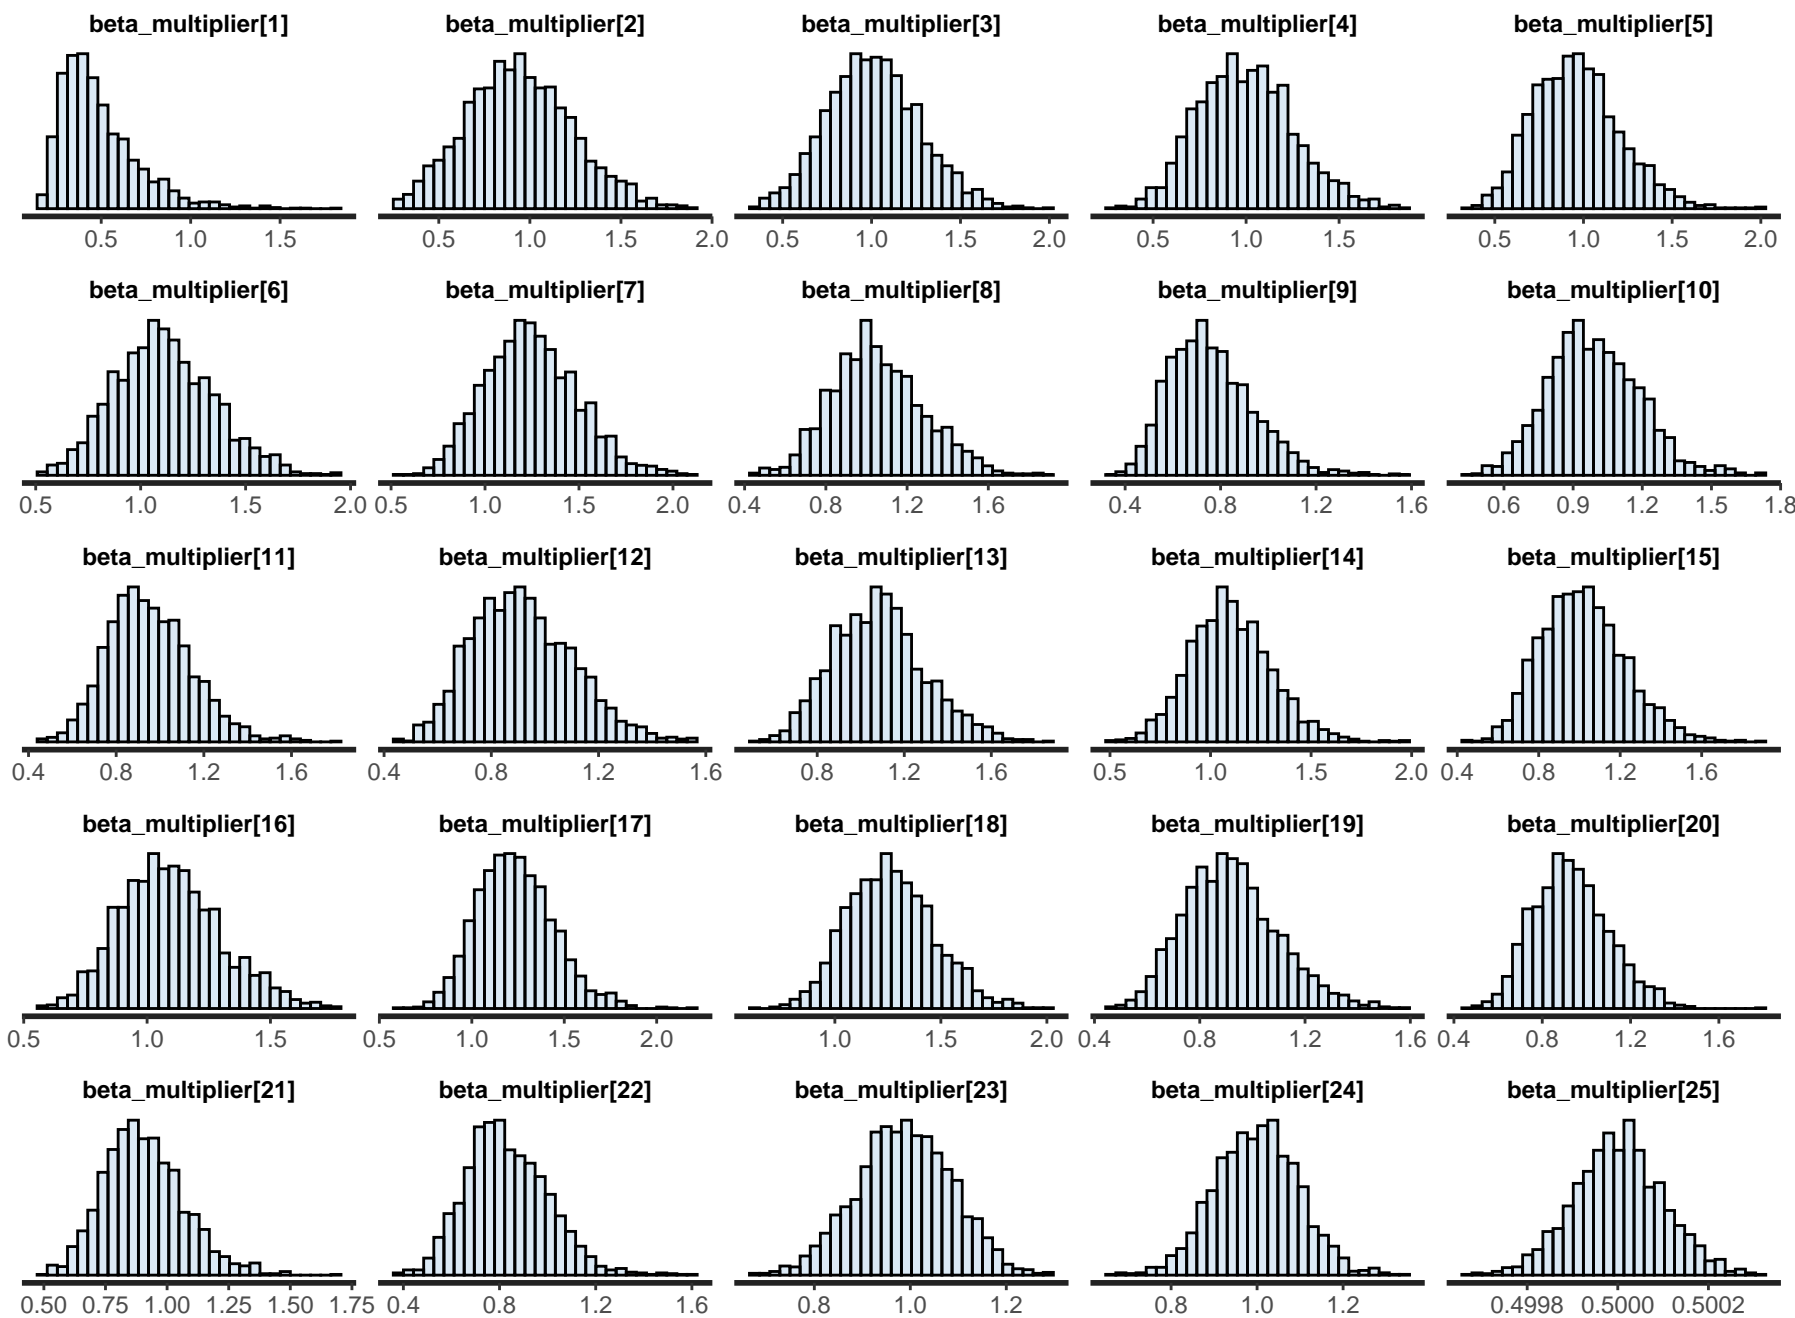 beta_multiplier[1] beta_multiplier[2] beta_multiplier[3] beta_multiplier[4] beta_multiplier[5]
0.5 1.0 1.5 0.5 1.0 1.5 2.0 0.5 1.0 1.5 2.0 0.5 1.0 1.5 0.5 1.0 1.5 2.0
beta_multiplier[6] beta_multiplier[7] beta_multiplier[8] beta_multiplier[9] beta_multiplier[10]
0.5 1.0 1.5 2.0 0.5 1.0 1.5 2.0 0.4 0.8 1.2 1.6 0.4 0.8 1.2 1.6 0.6 0.9 1.2 1.5 1.8
beta_multiplier[11] beta_multiplier[12] beta_multiplier[13] beta_multiplier[14] beta_multiplier[15]
0.4 0.8 1.2 1.6 0.4 0.8 1.2 1.6 0.8 1.2 1.6 0.5 1.0 1.5 2.0 0.4 0.8 1.2 1.6
beta_multiplier[16] beta_multiplier[17] beta_multiplier[18] beta_multiplier[19] beta_multiplier[20]
0.5 1.0 1.5 0.5 1.0 1.5 2.0 1.0 1.5 2.0 0.4 0.8 1.2 1.6 0.4 0.8 1.2 1.6
beta_multiplier[21] beta_multiplier[22] beta_multiplier[23] beta_multiplier[24] beta_multiplier[25]
0.50 0.75 1.00 1.25 1.50 1.75 0.4 0.8 1.2 1.6 0.8 1.0 1.2 0.8 1.0 1.2 0.4998 0.5000 0.5002